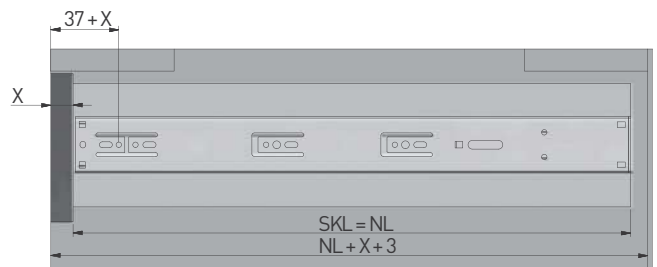 37 + X
X
SKL = NL
NL + X + 3